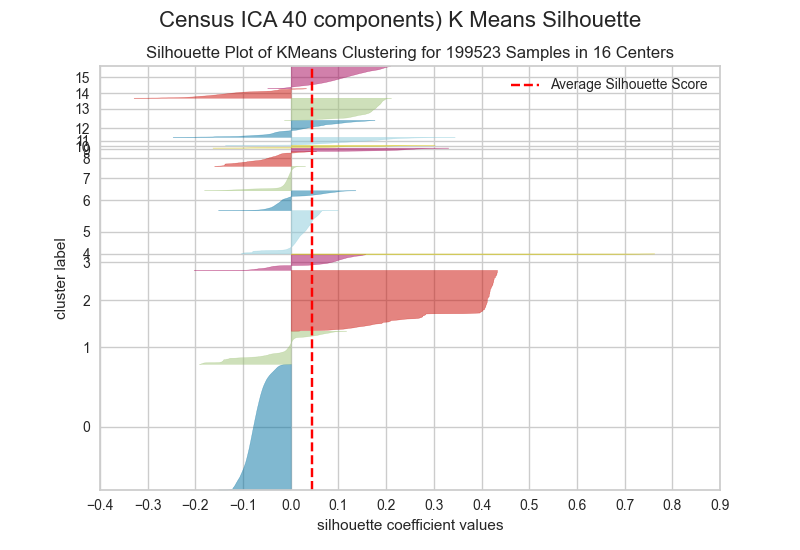 Census ICA 40 components) K Means Silhouette
Silhouette Plot of KMeans Clustering for 199523 Samples in 16 Centers
Average Silhouette Score
15
14
13
12
11
10
9
8
7
6
5
4
3
2
1
0
cluster label
−0.4 −0.3 −0.2 −0.1 0.0 0.1 0.2 0.3 0.4 0.5 0.6 0.7 0.8 0.9
silhouette coefficient values